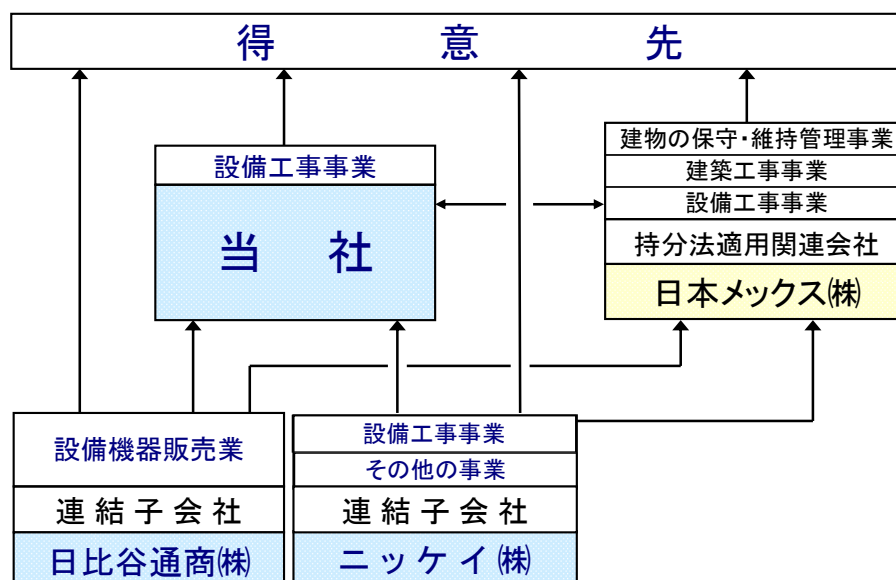 得意先
設備工事事業
当社
建物の保守・維持管理事業
建築工事事業
設備工事事業
持分法適用関連会社
日本メックス㈱
設備機器販売業
連結子会社
日比谷通商㈱
設備工事事業
その他の事業
連結子会社
ニッケイ㈱